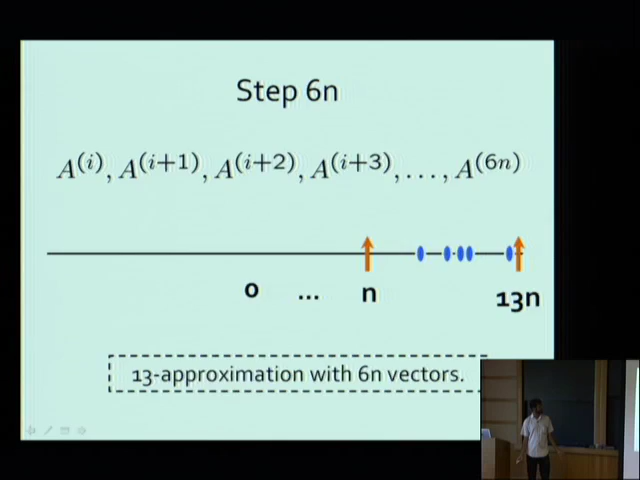 Step 6n
A^{(i)}, A^{(i+1)}, A^{(i+2)}, A^{(i+3)}, ..., A^{(6n)}
0 ... n 13n
13-approximation with 6n vectors.